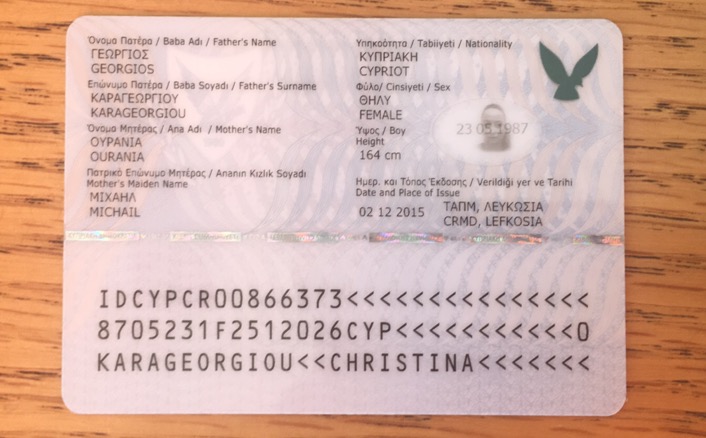 Όνομα Πατέρα / Baba Adı / Father's Name
ΓΕΩΡΓΙΟΣ
GEORGIOS
Επώνυμο Πατέρα / Baba Soyadı / Father's Surname
ΚΑΡΑΓΕΩΡΓΙΟΥ
KARAGEORGIOU
Όνομα Μητέρας / Ana Adı / Mother's Name
ΟΥΡΑΝΙΑ
OURANIA
Πατρικό Επώνυμο Μητέρας / Ananın Kızlık Soyadı
Mother's Maiden Name
ΜΙΧΑΗΛ
MICHAIL
Υπηκοότητα / Tabiiyeti / Nationality
ΚΥΠΡΙΑΚΗ
CYPRIOT
Φύλο/ Cinsiyeti / Sex
ΘΗΛΥ
FEMALE
Ύψος / Boy
Height
164 cm
23 05 1987
Ημερ. και Τόπος Έκδοσης / Verildiği yer ve Tarihi
Date and Place of Issue
02 12 2015
ΤΑΠΜ, ΛΕΥΚΩΣΙΑ
CRMD, LEFKOSIA
IDCYPCR00866373<<<<<<<<<<<<<<<
8705231F2512026CYP<<<<<<<<<<<0
KARAGEORGIOU<<CHRISTINA<<<<<<<